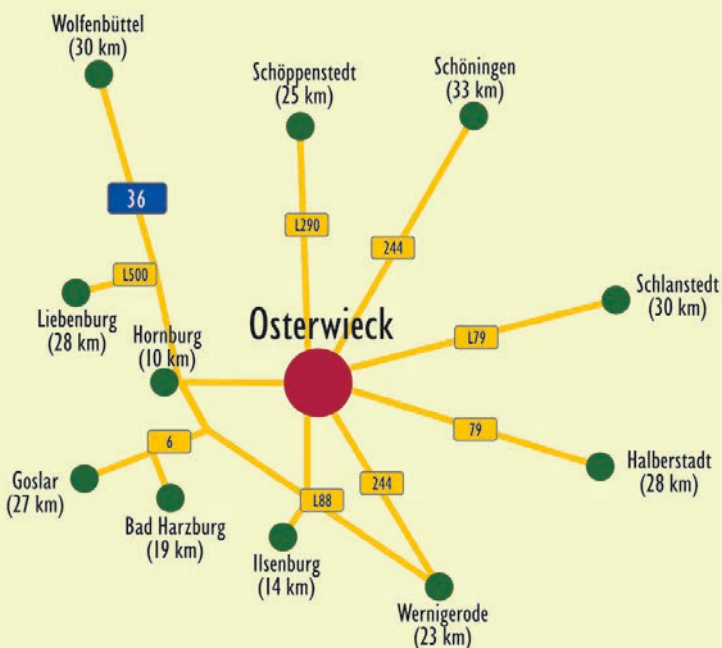 Wolfenbüttel
(30 km)
Schöppenstedt
(25 km)
Schöningen
(33 km)
36
L290
244
L500
Liebenburg
(28 km)
Hornburg
(10 km)
Osterwieck
Schlanstedt
(30 km)
L79
79
6
Goslar
(27 km)
Bad Harzburg
(19 km)
L88
244
Halberstadt
(28 km)
Ilsenburg
(14 km)
Wernigerode
(23 km)